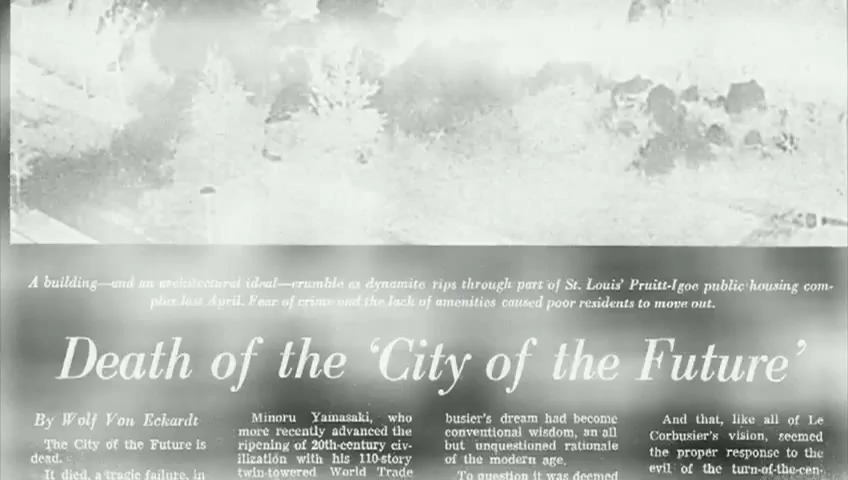 A building—and an architectural ideal—crumble as dynamite rips through part of St. Louis' Pruitt-Igoe public housing com-
plex last April. Fear of crime and the lack of amenities caused poor residents to move out.
Death of the 'City of the Future'
By Wolf Von Eckardt
The City of the Future is
dead.
It died, a tragic failure, in
Minoru Yamasaki, who
more recently advanced the
ripening of 20th-century civ-
ilization with his 110-story
twin-towered World Trade
busier's dream had become
conventional wisdom, an all
but unquestioned rationale
of the modern age.
To question it was deemed
And that, like all of Le
Corbusier's vision, seemed
the proper response to the
evil of the turn-of-the-cen-